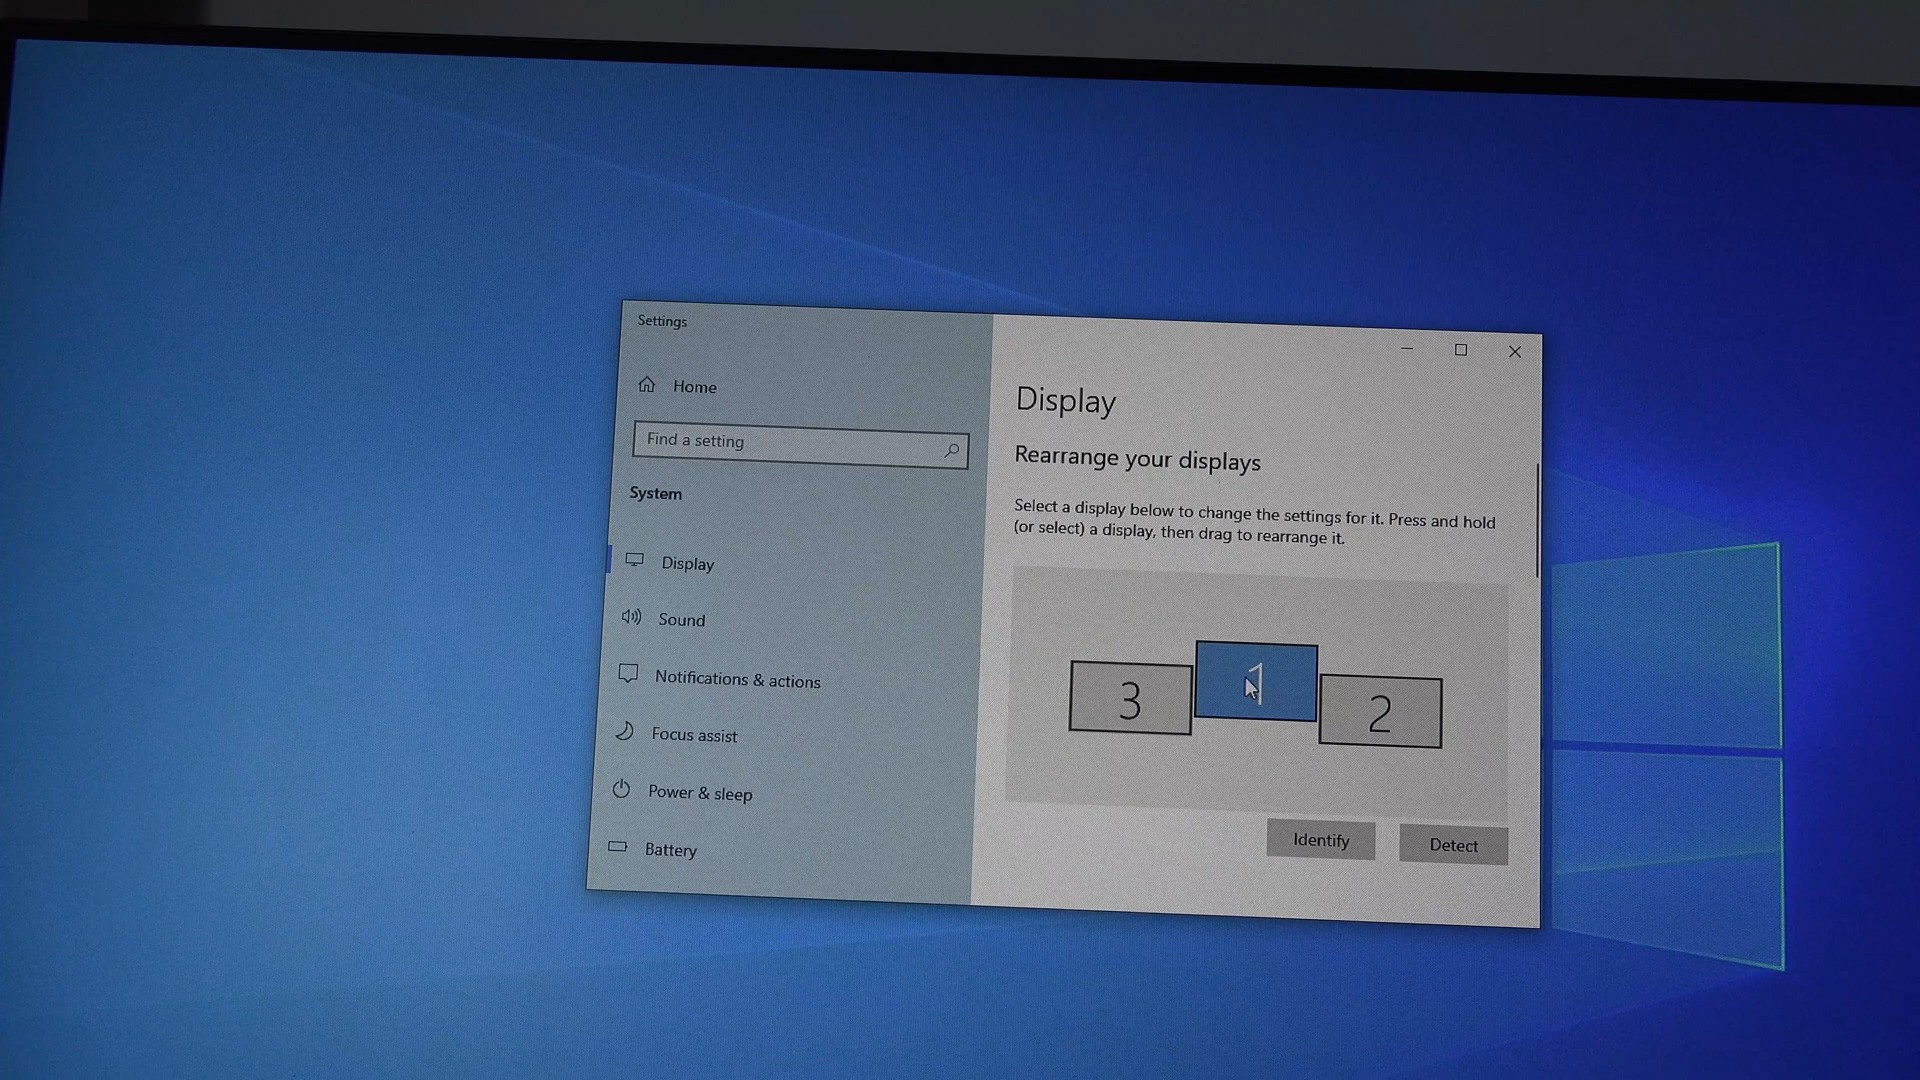 Settings
Home
Find a setting
System
Display
Sound
Notifications & actions
Focus assist
Power & sleep
Battery
Display
Rearrange your displays
Select a display below to change the settings for it. Press and hold
(or select) a display, then drag to rearrange it.
3
1
2
Identify
Detect